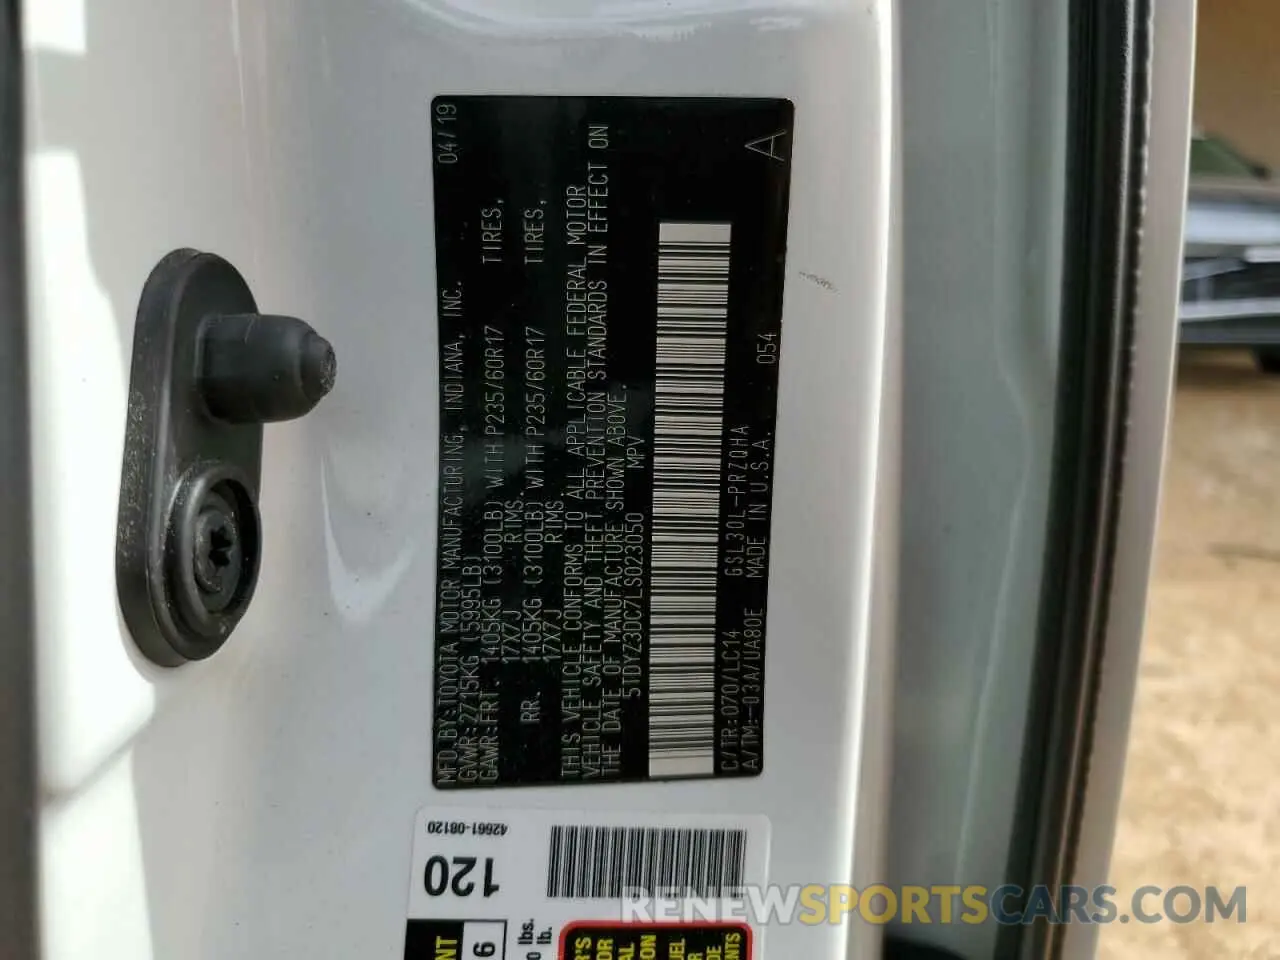 MFD.BY:TOYOTA MOTOR MANUFACTURING, INDIANA, INC. 04/19
GVWR:2715KG (5995LB)
GAWR:FRT. 1405KG (3100LB) WITH P235/60R17 TIRES,
17X7J RIMS.
RR. 1405KG (3100LB) WITH P235/60R17 TIRES,
17X7J RIMS.
THIS VEHICLE CONFORMS TO ALL APPLICABLE FEDERAL MOTOR
VEHICLE SAFETY AND THEFT PREVENTION STANDARDS IN EFFECT ON
THE DATE OF MANUFACTURE SHOWN ABOVE.
5TDYZ3DC7LS023050 MPV
C/TR:070/LC14 GSL30L-PRZQHA
A/TM:-03A/UA80E MADE IN U.S.A. 054
A
42661-08120
120
RENEWSPORTSCARS.COM